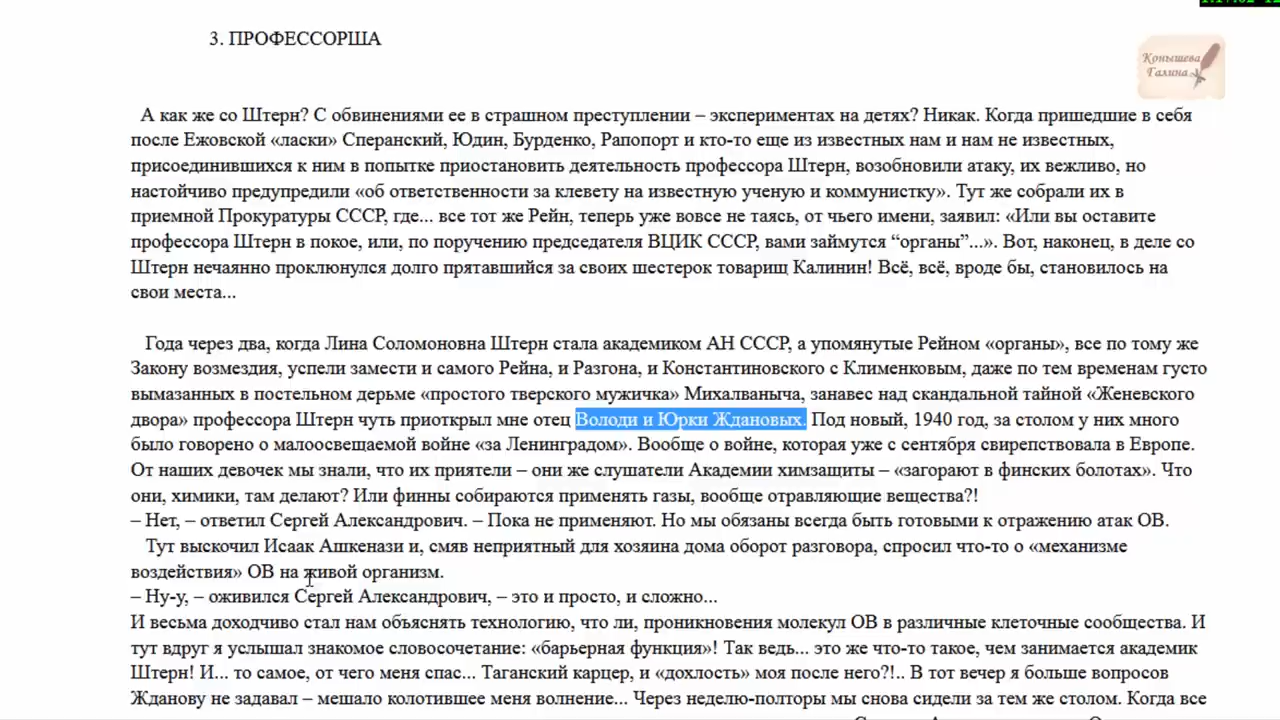 3. ПРОФЕССОРША
Конышева
Галина
А как же со Штерн? С обвинениями ее в страшном преступлении – экспериментах на детях? Никак. Когда пришедшие в себя
после Ежовской «ласки» Сперанский, Юдин, Бурденко, Рапопорт и кто-то еще из известных нам и нам не известных,
присоединившихся к ним в попытке приостановить деятельность профессора Штерн, возобновили атаку, их вежливо, но
настойчиво предупредили «об ответственности за клевету на известную ученую и коммунистку». Тут же собрали их в
приемной Прокуратуры СССР, где... все тот же Рейн, теперь уже вовсе не таясь, от чьего имени, заявил: «Или вы оставите
профессора Штерн в покое, или, по поручению председателя ВЦИК СССР, вами займутся “органы”...». Вот, наконец, в деле со
Штерн нечаянно проклюнулся долго прятавшийся за своих шестерок товарищ Калинин! Всё, всё, вроде бы, становилось на
свои места...
Года через два, когда Лина Соломоновна Штерн стала академиком АН СССР, а упомянутые Рейном «органы», все по тому же
Закону возмездия, успели замести и самого Рейна, и Разгона, и Константиновского с Клименковым, даже по тем временам густо
вымазанных в постельном дерьме «простого тверского мужичка» Михалваныча, занавес над скандальной тайной «Женевского
двора» профессора Штерн чуть приоткрыл мне отец Володи и Юрки Ждановых. Под новый, 1940 год, за столом у них много
было говорено о малоосвещаемой войне «за Ленинградом». Вообще о войне, которая уже с сентября свирепствовала в Европе.
От наших девочек мы знали, что их приятели – они же слушатели Академии химзащиты – «загорают в финских болотах». Что
они, химики, там делают? Или финны собираются применять газы, вообще отравляющие вещества?!
– Нет, – ответил Сергей Александрович. – Пока не применяют. Но мы обязаны всегда быть готовыми к отражению атак ОВ.
Тут выскочил Исаак Ашкенази и, смяв неприятный для хозяина дома оборот разговора, спросил что-то о «механизме
воздействия» ОВ на живой организм.
– Ну-у, – оживился Сергей Александрович, – это и просто, и сложно...
И весьма доходчиво стал нам объяснять технологию, что ли, проникновения молекул ОВ в различные клеточные сообщества. И
тут вдруг я услышал знакомое словосочетание: «барьерная функция»! Так ведь... это же что-то такое, чем занимается академик
Штерн! И... то самое, от чего меня спас... Таганский карцер, и «дохлость» моя после него?!.. В тот вечер я больше вопросов
Жданову не задавал – мешало колотившее меня волнение... Через неделю-полторы мы снова сидели за тем же столом. Когда все